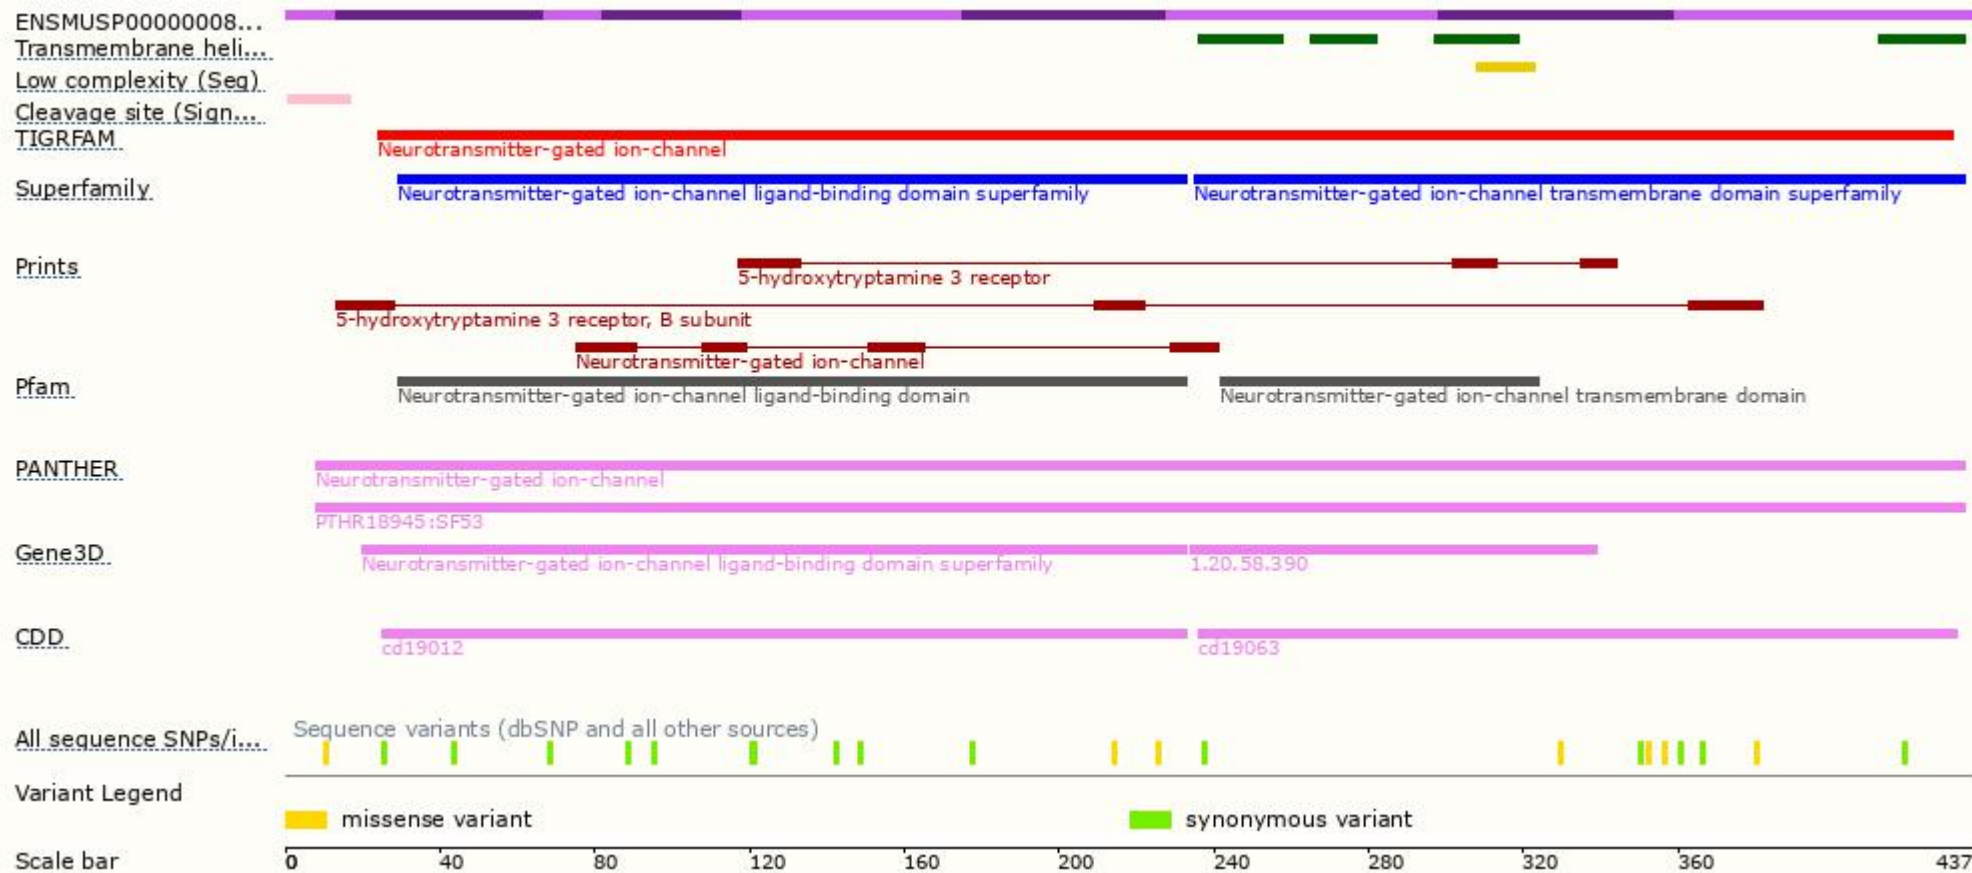 ENSMUSP00000008...
Transmembrane heli...
Low complexity (Seg)
Cleavage site (Sign...
TIGRFAM
Neurotransmitter-gated ion-channel
Superfamily
Neurotransmitter-gated ion-channel ligand-binding domain superfamily
Neurotransmitter-gated ion-channel transmembrane domain superfamily
Prints
5-hydroxytryptamine 3 receptor
5-hydroxytryptamine 3 receptor, B subunit
Neurotransmitter-gated ion-channel
Pfam
Neurotransmitter-gated ion-channel ligand-binding domain
Neurotransmitter-gated ion-channel transmembrane domain
PANTHER
Neurotransmitter-gated ion-channel
PTHR18945:SF53
Gene3D
Neurotransmitter-gated ion-channel ligand-binding domain superfamily
1.20.58.390
CDD
cd19012
cd19063
All sequence SNPs/i...
Sequence variants (dbSNP and all other sources)
Variant Legend
missense variant
synonymous variant
Scale bar
0 40 80 120 160 200 240 280 320 360 437